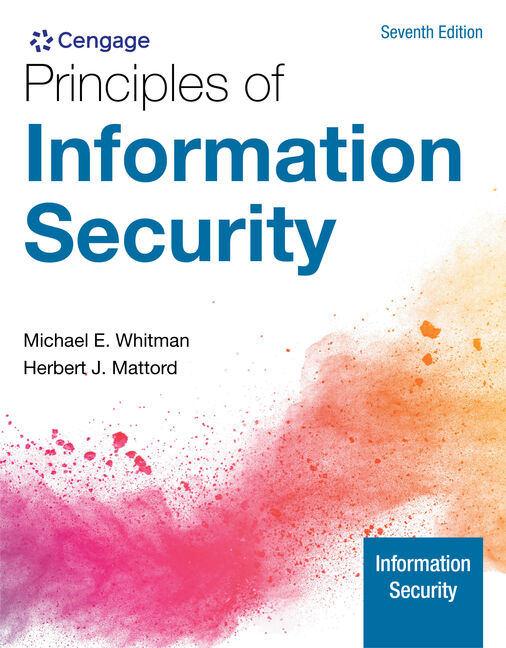 Cengage
Seventh Edition
Principles of
Information
Security
Michael E. Whitman
Herbert J. Mattord
Information
Security